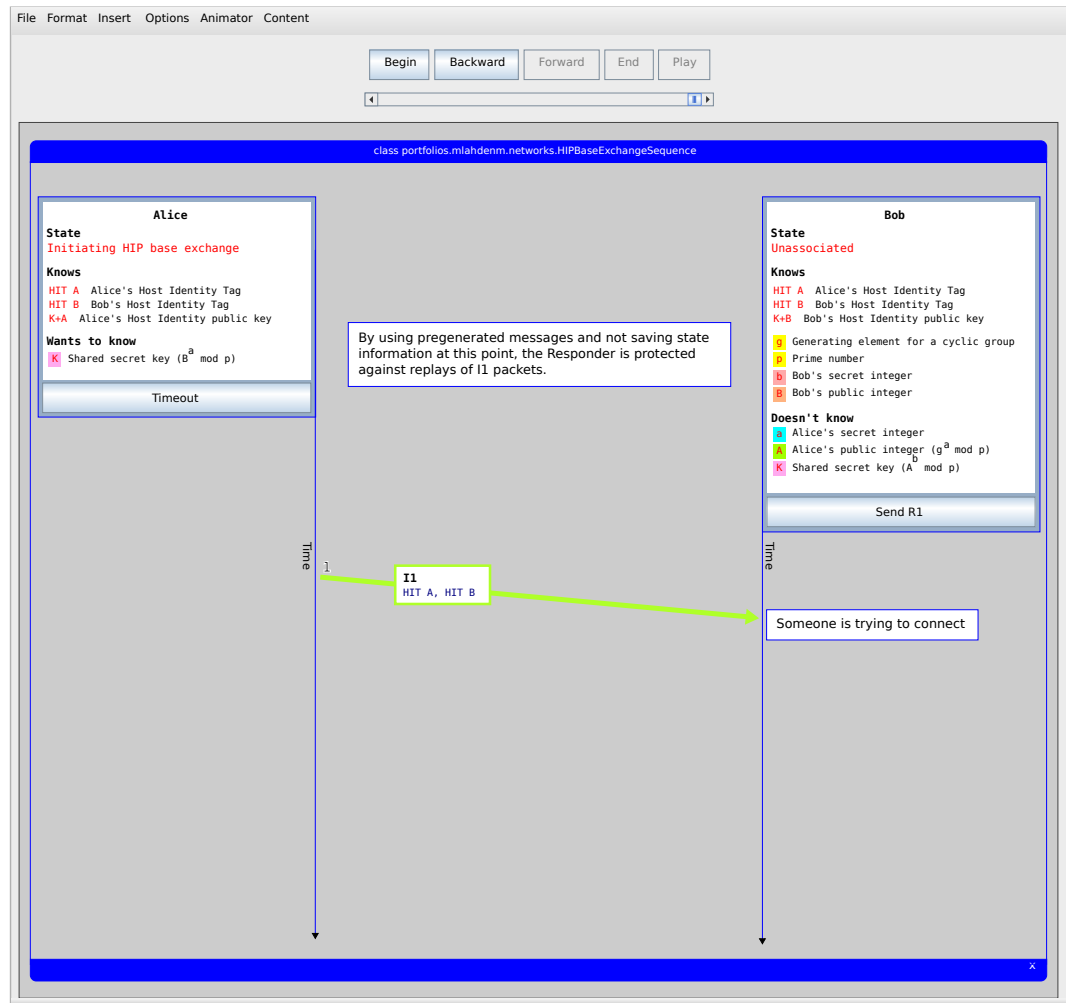 File Format Insert Options Animator Content
Begin Backward Forward End Play
class portfolios.mlahdenm.networks.HIPBaseExchangeSequence
Alice
State
Initiating HIP base exchange
Knows
HIT A Alice's Host Identity Tag
HIT B Bob's Host Identity Tag
K+A Alice's Host Identity public key
Wants to know
K Shared secret key (B^a mod p)
Timeout
By using pregenerated messages and not saving state
information at this point, the Responder is protected
against replays of I1 packets.
Bob
State
Unassociated
Knows
HIT A Alice's Host Identity Tag
HIT B Bob's Host Identity Tag
K+B Bob's Host Identity public key
g Generating element for a cyclic group
p Prime number
b Bob's secret integer
B Bob's public integer
Doesn't know
a Alice's secret integer
A Alice's public integer (g^a mod p)
K Shared secret key (A^b mod p)
Send R1
Time
Time
1
I1
HIT A, HIT B
Someone is trying to connect